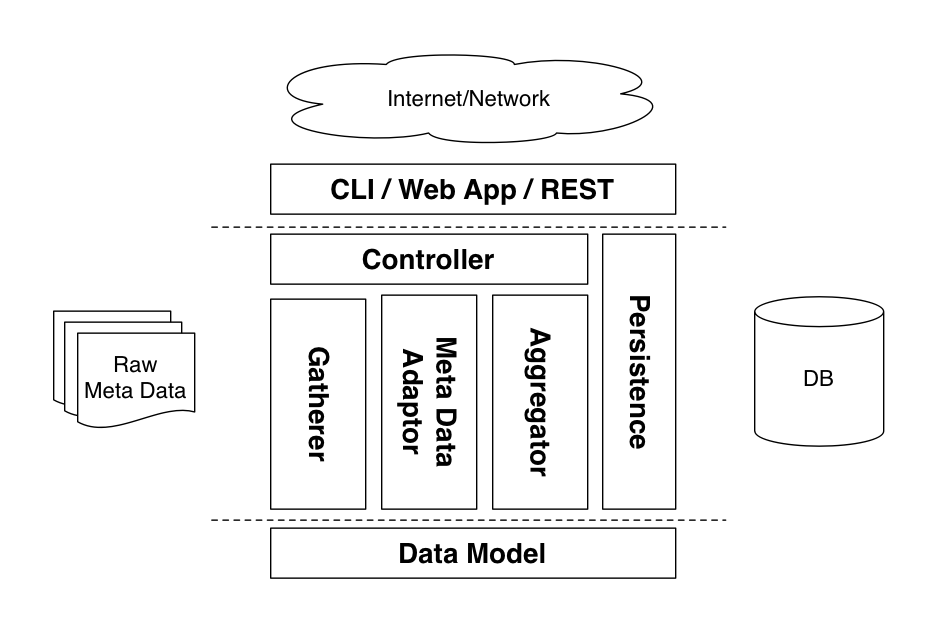 Internet/Network
CLI / Web App / REST
Controller
Raw
Meta Data
Gatherer
Meta Data
Adaptor
Aggregator
Persistence
DB
Data Model